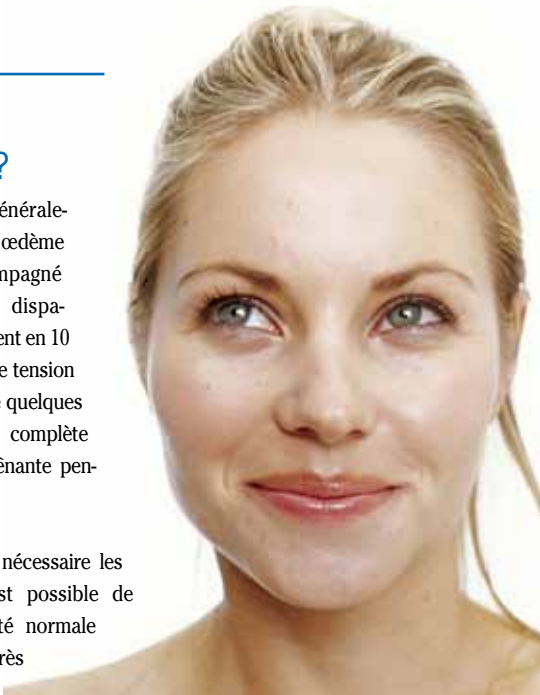 ?
énérale-
œdème
mpagné
dispa-
ent en 10
e tension
e quelques
complète
ênante pen-
nécessaire les
st possible de
té normale
rès